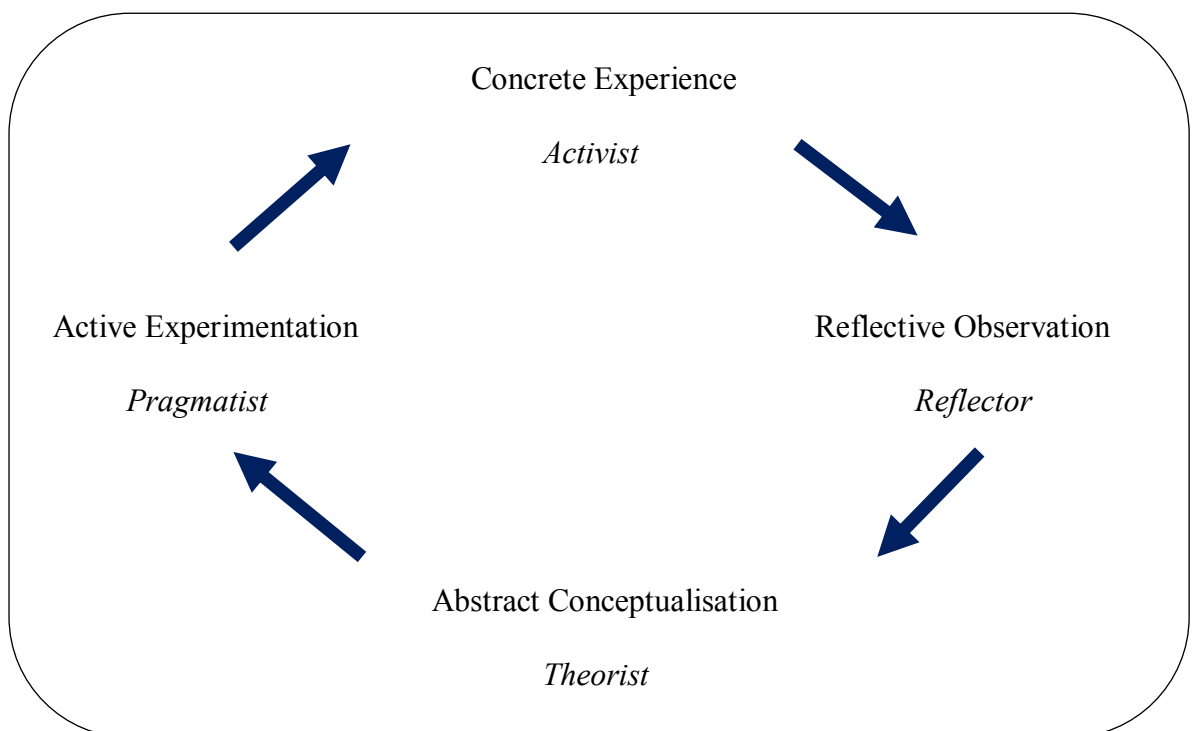 Concrete Experience
Activist
Active Experimentation
Reflective Observation
Pragmatist
Reflector
Abstract Conceptualisation
Theorist